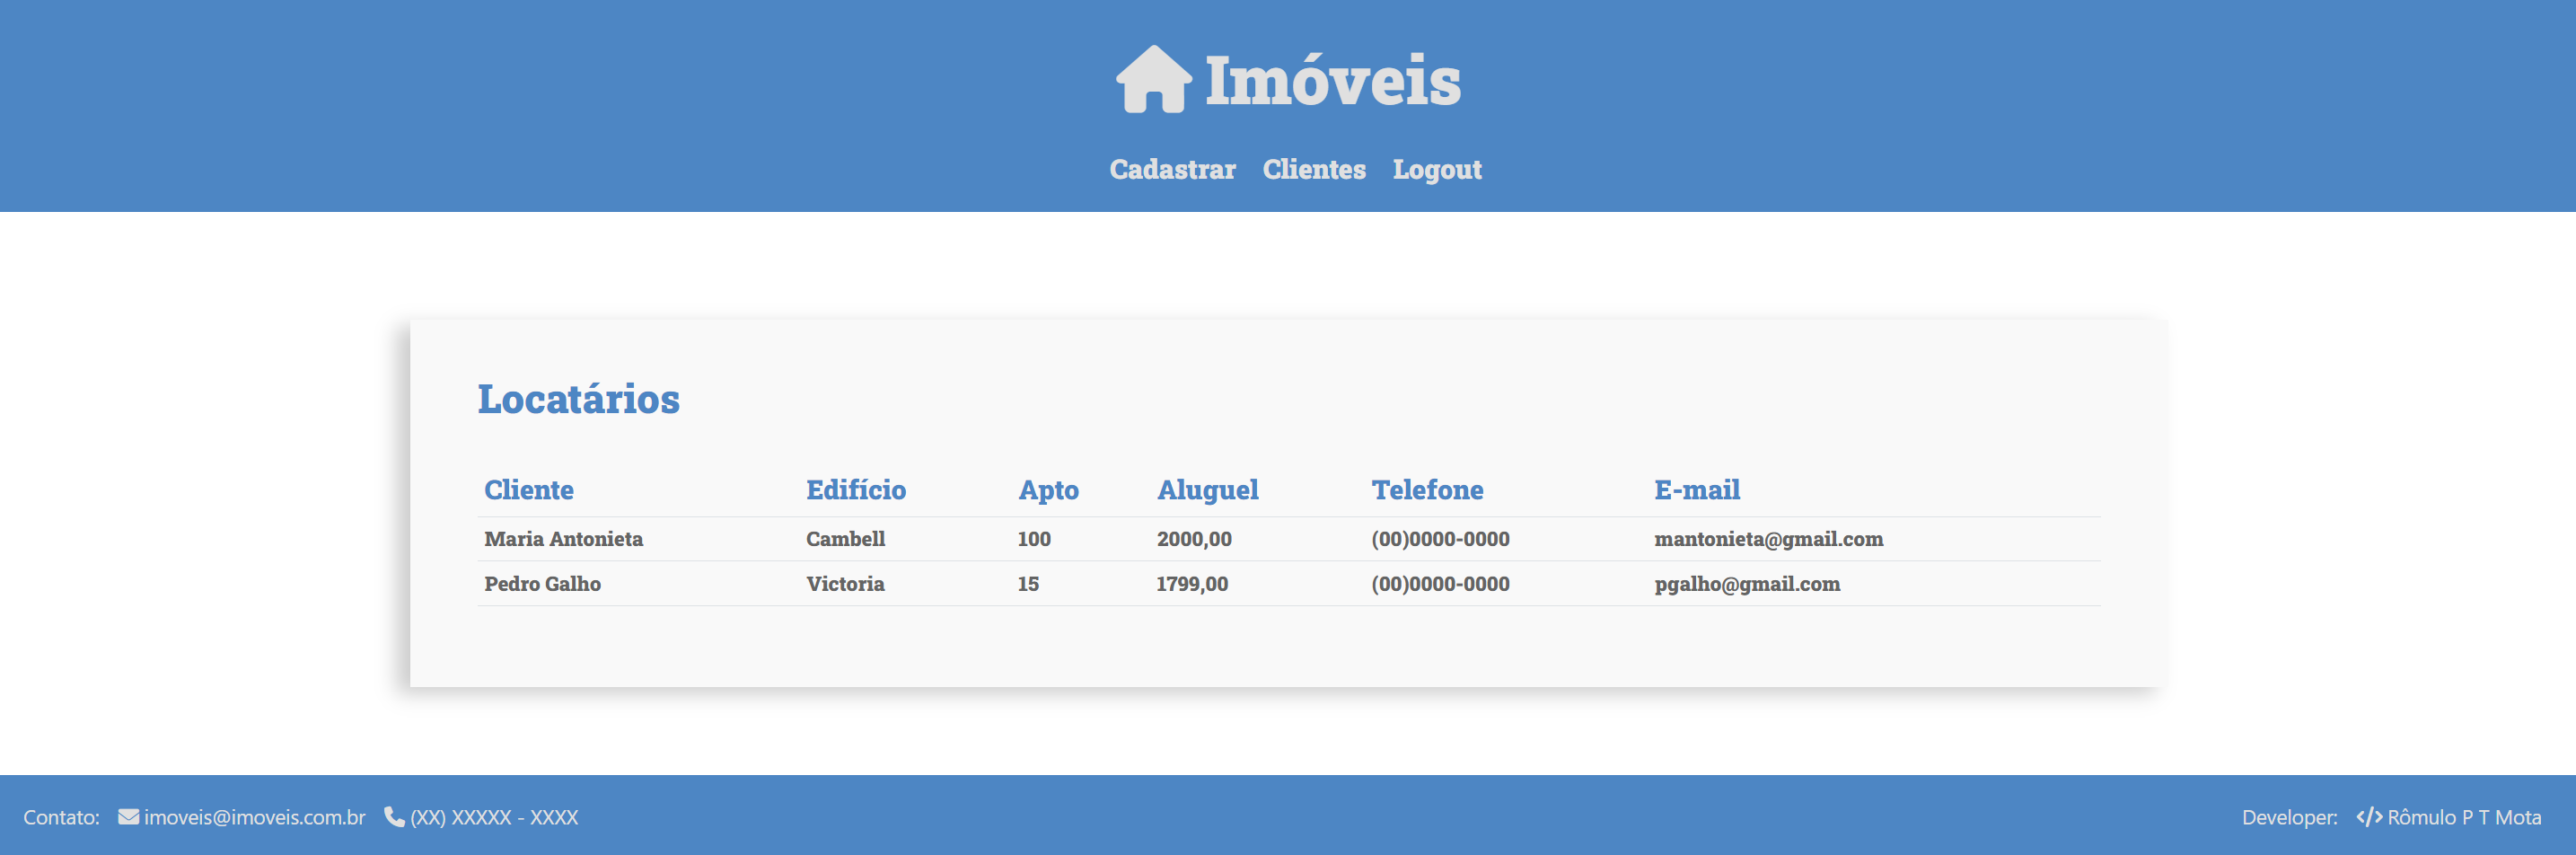 Imóveis
Cadastrar Clientes Logout
Locatários
Cliente Edifício Apto Aluguel Telefone E-mail
Maria Antonieta Cambell 100 2000,00 (00)0000-0000 mantonieta@gmail.com
Pedro Galho Victoria 15 1799,00 (00)0000-0000 pgalho@gmail.com
Contato: imoveis@imoveis.com.br (XX) XXXXX - XXXX Developer: Rômulo P T Mota